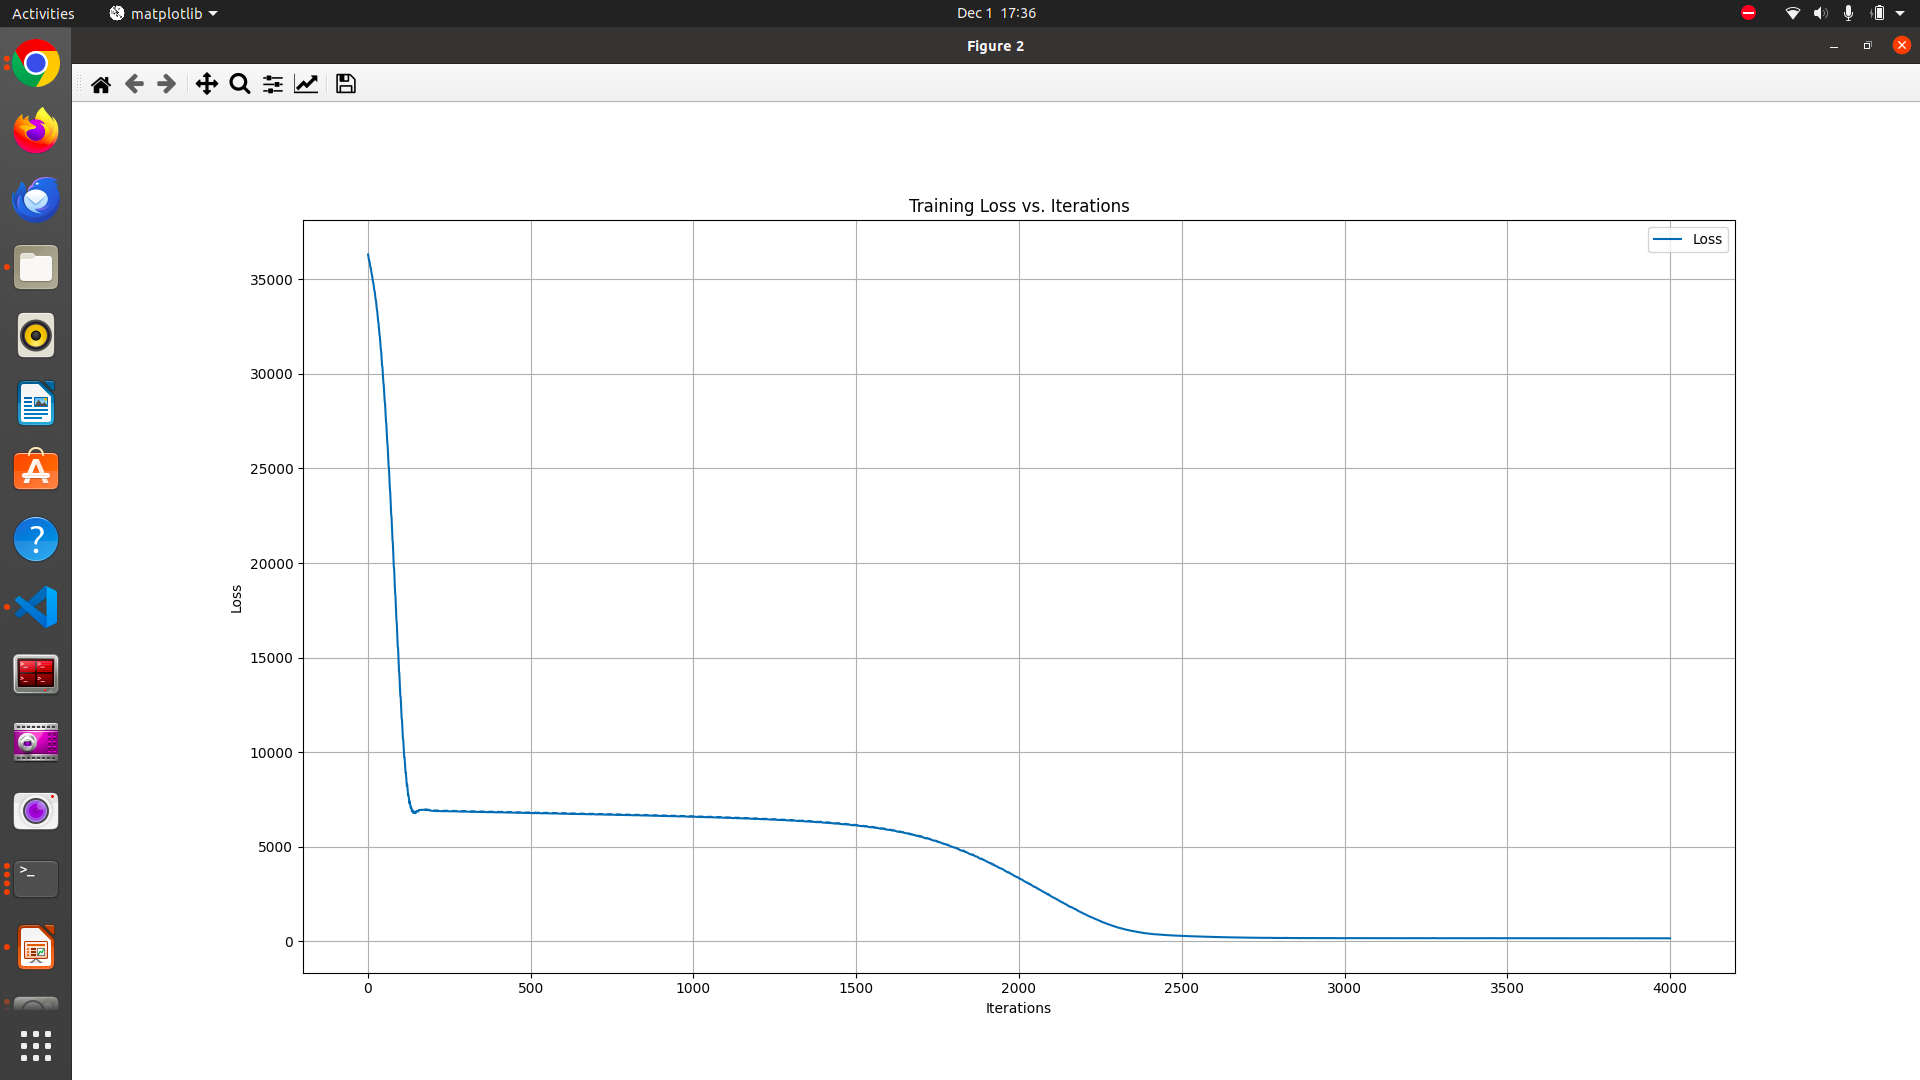 Activities
matplotlib
Dec 1 17:36
Figure 2
Training Loss vs. Iterations
Loss
35000
30000
25000
20000
15000
10000
5000
0
Loss
0 500 1000 1500 2000 2500 3000 3500 4000
Iterations